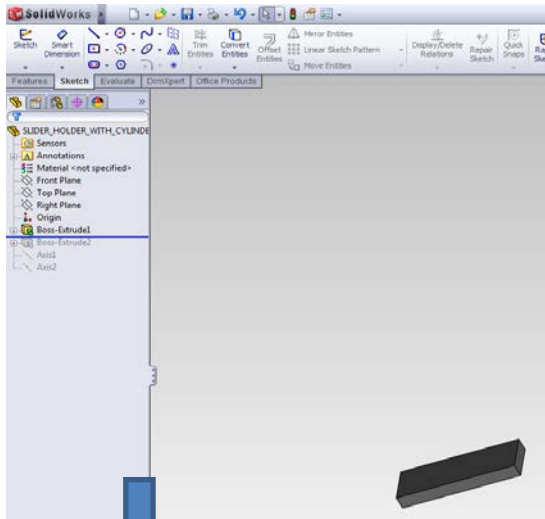 SolidWorks
Sketch Smart Dimension Trim Entities Convert Entities Offset Entities Mirror Entities
Linear Sketch Pattern
Move Entities
Display/Delete Relations Repair Sketch Quick Snaps
Features Sketch Evaluate DimXpert Office Products
SLIDER_HOLDER_WITH_CYLINDE
Sensors
Annotations
Material <not specified>
Front Plane
Top Plane
Right Plane
Origin
Boss-Extrude1
Boss-Extrude2
Axis1
Axis2